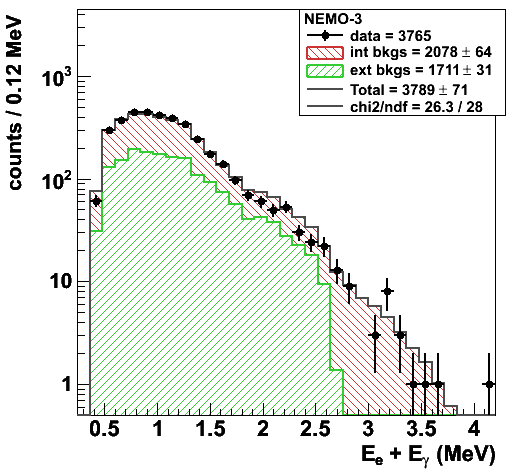 NEMO-3
data = 3765
int bkgs = 2078 ± 64
ext bkgs = 1711 ± 31
Total = 3789 ± 71
chi2/ndf = 26.3 / 28
counts / 0.12 MeV
10³
10²
10
1
0.5 1 1.5 2 2.5 3 3.5 4
Eₑ + Eᵧ (MeV)